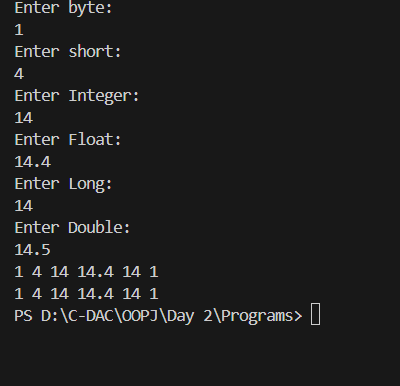 Enter byte:
1
Enter short:
4
Enter Integer:
14
Enter Float:
14.4
Enter Long:
14
Enter Double:
14.5
1 4 14 14.4 14 1
1 4 14 14.4 14 1
PS D:\C-DAC\OOPJ\Day 2\Programs>